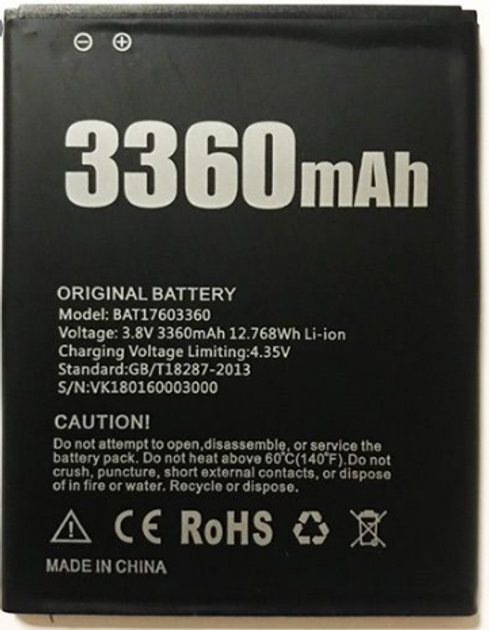 3360mAh
ORIGINAL BATTERY
Model: BAT17603360
Voltage: 3.8V 3360mAh 12.768Wh Li-ion
Charging Voltage Limiting:4.35V
Standard:GB/T18287-2013
S/N:VK180160003000
CAUTION!
Do not attempt to open,disassemble, or service the
battery pack. Do not heat above 60°C(140°F).Do not
crush, puncture, short external contacts, or dispose
of in fire or water. Recycle or dispose.
CE RoHS
MADE IN CHINA